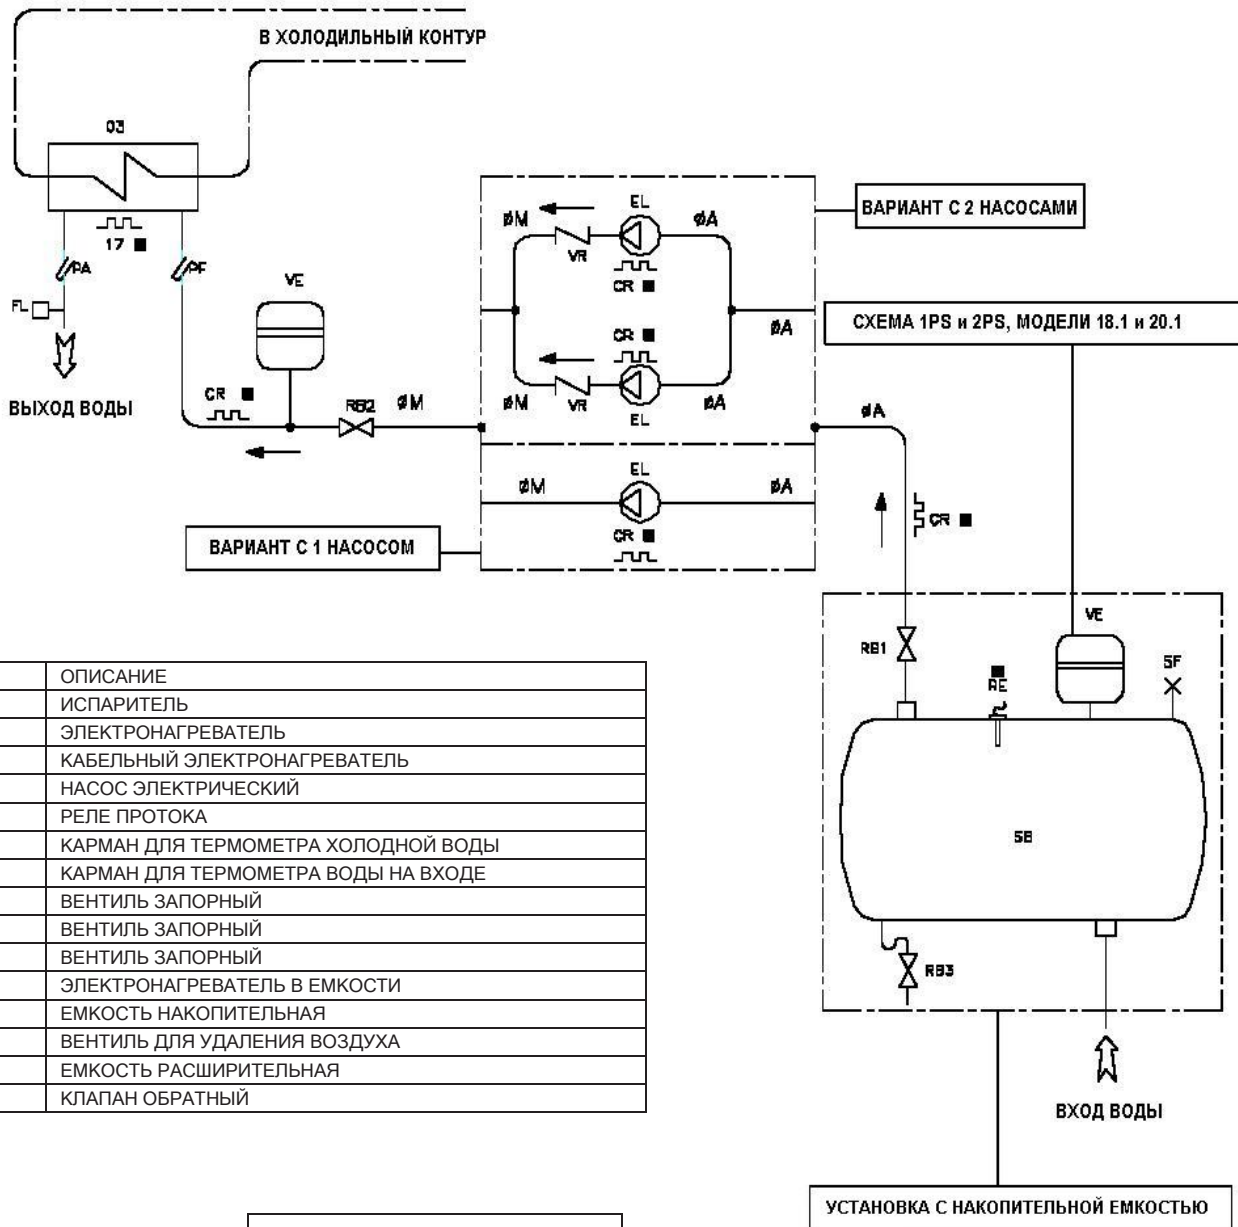 В ХОЛОДИЛЬНЫЙ КОНТУР
03
17 ■
PA
PF
FL
ВЫХОД ВОДЫ
VE
CR ■
RB2
ØM
ØM
EL
ØA
VR
CR ■
ØA
CR ■
ØM
VR
EL
ØA
ВАРИАНТ С 2 НАСОСАМИ
СХЕМА 1PS и 2PS, МОДЕЛИ 18.1 и 20.1
ØM
EL
ØA
CR ■
ВАРИАНТ С 1 НАСОСОМ
ØA
CR ■
RB1
RE
VE
SF
SB
RB3
ВХОД ВОДЫ
УСТАНОВКА С НАКОПИТЕЛЬНОЙ ЕМКОСТЬЮ
ОПИСАНИЕ
ИСПАРИТЕЛЬ
ЭЛЕКТРОНАГРЕВАТЕЛЬ
КАБЕЛЬНЫЙ ЭЛЕКТРОНАГРЕВАТЕЛЬ
НАСОС ЭЛЕКТРИЧЕСКИЙ
РЕЛЕ ПРОТОКА
КАРМАН ДЛЯ ТЕРМОМЕТРА ХОЛОДНОЙ ВОДЫ
КАРМАН ДЛЯ ТЕРМОМЕТРА ВОДЫ НА ВХОДЕ
ВЕНТИЛЬ ЗАПОРНЫЙ
ВЕНТИЛЬ ЗАПОРНЫЙ
ВЕНТИЛЬ ЗАПОРНЫЙ
ЭЛЕКТРОНАГРЕВАТЕЛЬ В ЕМКОСТИ
ЕМКОСТЬ НАКОПИТЕЛЬНАЯ
ВЕНТИЛЬ ДЛЯ УДАЛЕНИЯ ВОЗДУХА
ЕМКОСТЬ РАСШИРИТЕЛЬНАЯ
КЛАПАН ОБРАТНЫЙ